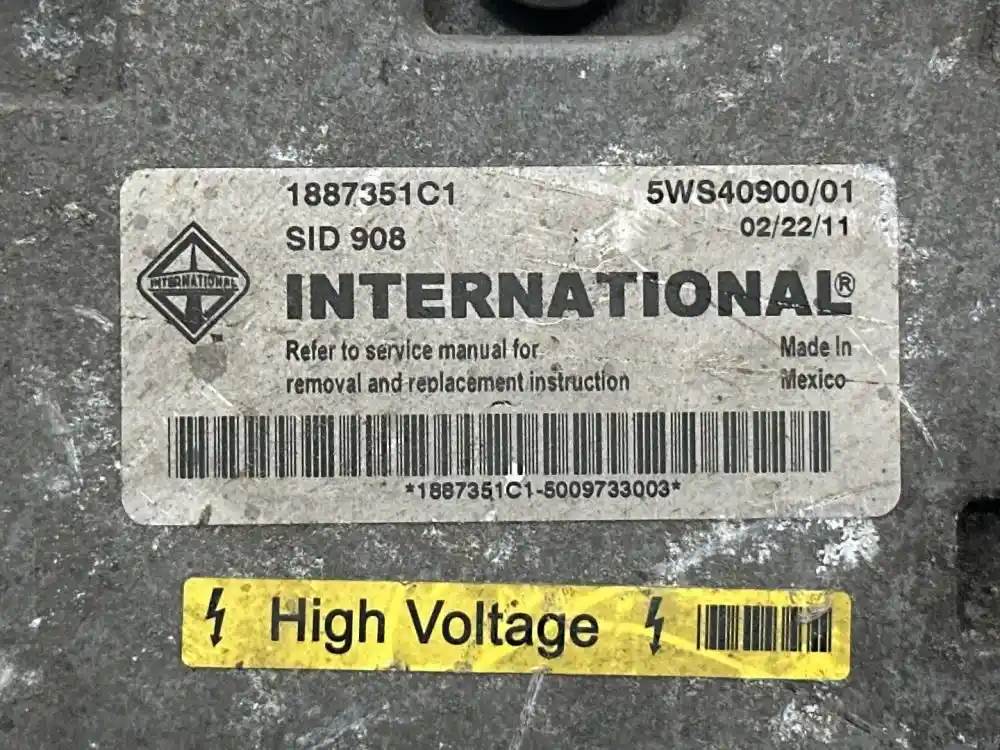 1887351C1
5WS40900/01
SID 908
02/22/11
INTERNATIONAL
INTERNATIONAL®
™
Refer to service manual for
Made In
removal and replacement instruction
Mexico
*1887351C1-5009733003*
High Voltage